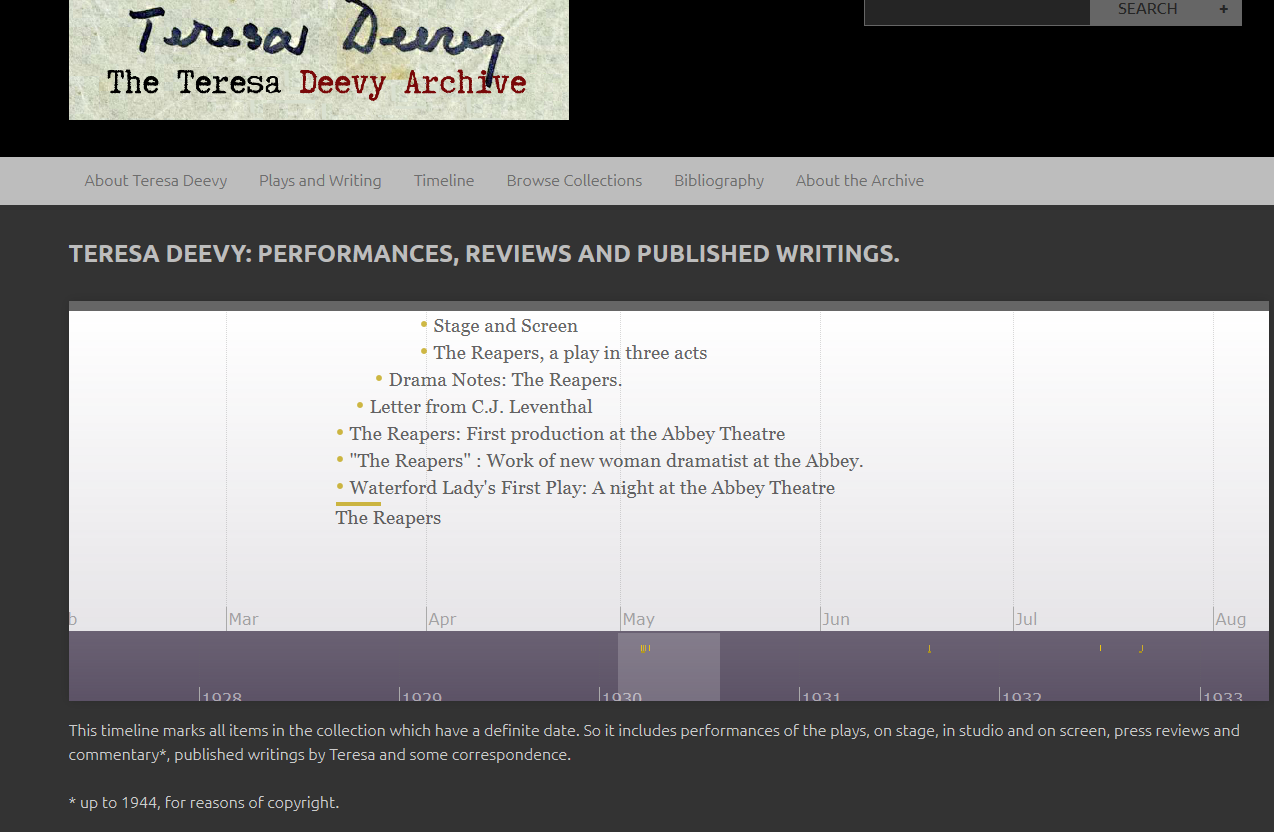 Teresa Deevy
The Teresa Deevy Archive
SEARCH +
About Teresa Deevy Plays and Writing Timeline Browse Collections Bibliography About the Archive
TERESA DEEVY: PERFORMANCES, REVIEWS AND PUBLISHED WRITINGS.
Stage and Screen
The Reapers, a play in three acts
Drama Notes: The Reapers.
Letter from C.J. Leventhal
The Reapers: First production at the Abbey Theatre
"The Reapers" : Work of new woman dramatist at the Abbey.
Waterford Lady's First Play: A night at the Abbey Theatre
The Reapers
b Mar Apr May Jun Jul Aug
1928 1929 1930 1931 1932 1933
This timeline marks all items in the collection which have a definite date. So it includes performances of the plays, on stage, in studio and on screen, press reviews and
commentary*, published writings by Teresa and some correspondence.
* up to 1944, for reasons of copyright.